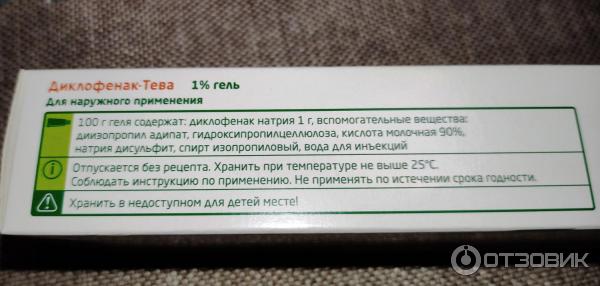 Диклофенак-Тева 1% гель
Для наружного применения
100 г геля содержат: диклофенак натрия 1 г, вспомогательные вещества:
диизопропил адипат, гидроксипропилцеллюлоза, кислота молочная 90%,
натрия дисульфит, спирт изопропиловый, вода для инъекций
Отпускается без рецепта. Хранить при температуре не выше 25°С.
Соблюдать инструкцию по применению. Не применять по истечении срока годности.
Хранить в недоступном для детей месте!
ОТЗОВИК